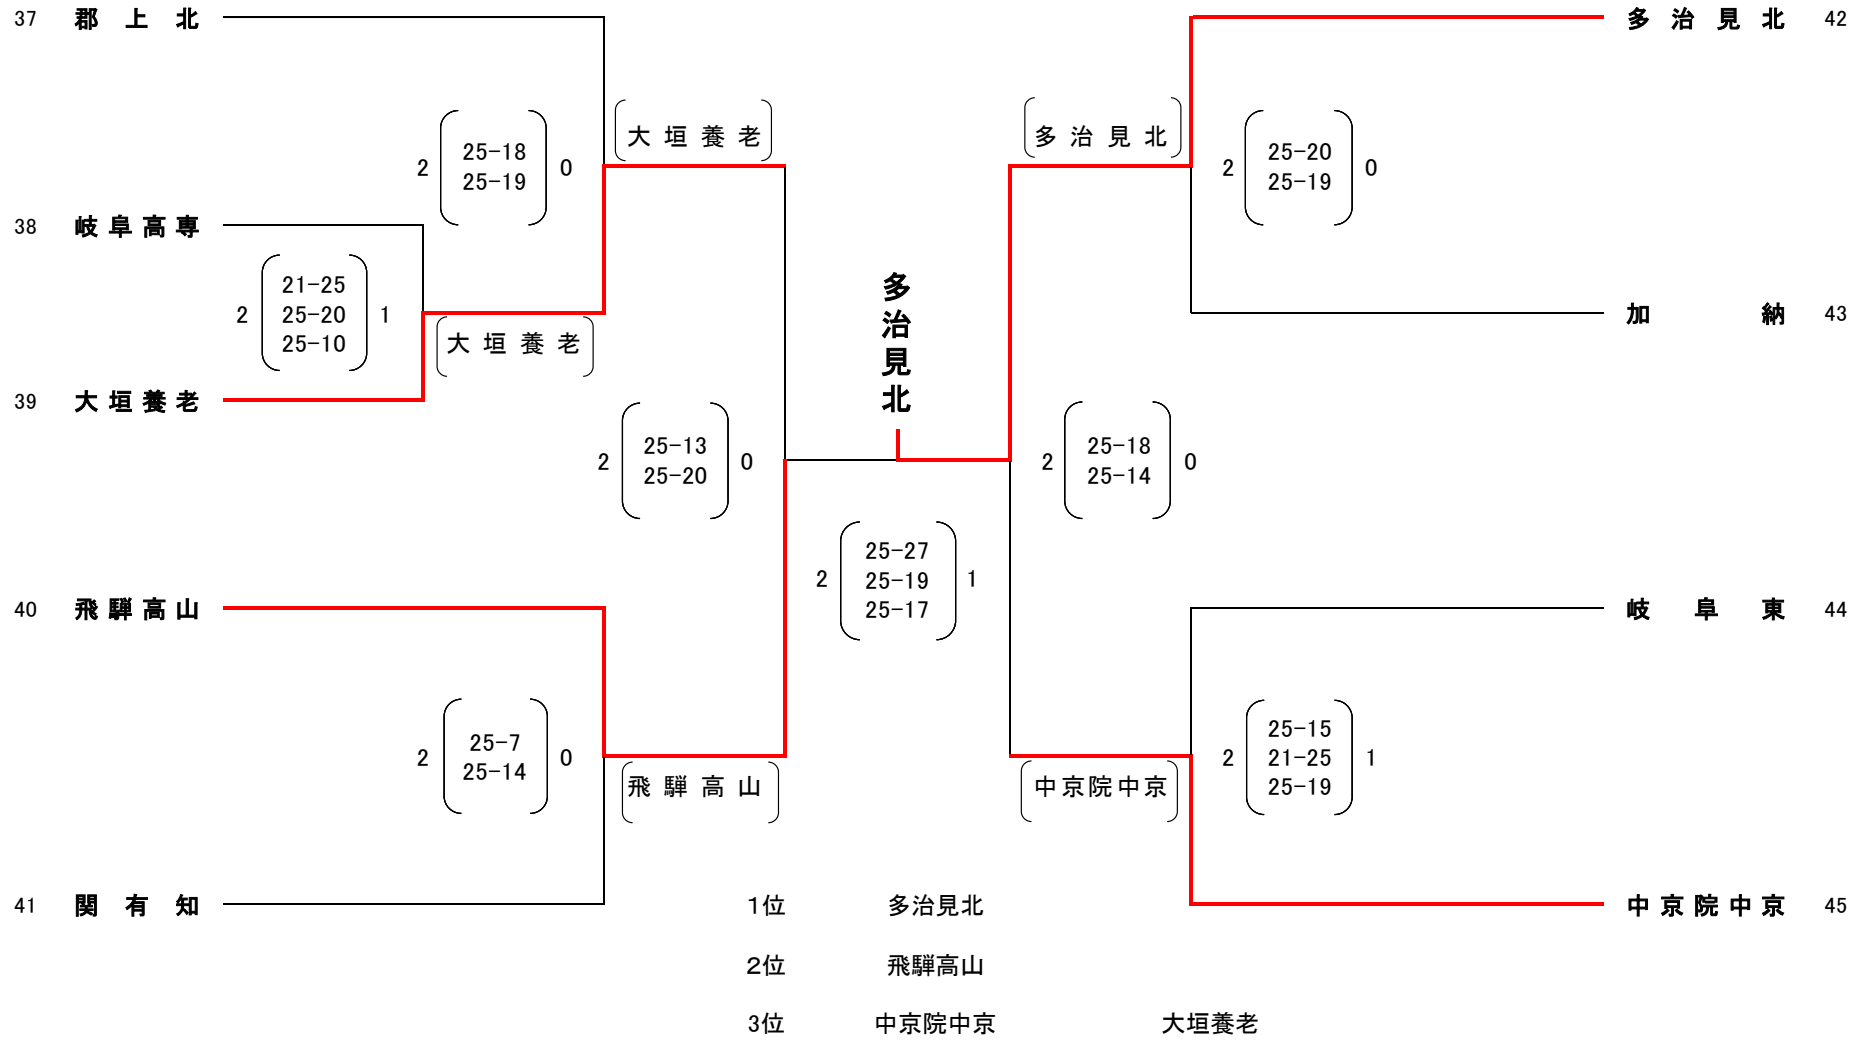 37 郡上北
多治見北 42
大垣養老
多治見北
2 25-18 0
25-19
2 25-20 0
25-19
38 岐阜高専
21-25
2 25-20 1
25-10
大垣養老
多治見北
加納 43
39 大垣養老
2 25-13 0
25-20
2 25-18 0
25-14
25-27
2 25-19 1
25-17
40 飛騨高山
岐阜東 44
2 25-7 0
25-14
25-15
2 21-25 1
25-19
飛騨高山
中京院中京
41 関有知
中京院中京 45
1位 多治見北
2位 飛騨高山
3位 中京院中京 大垣養老